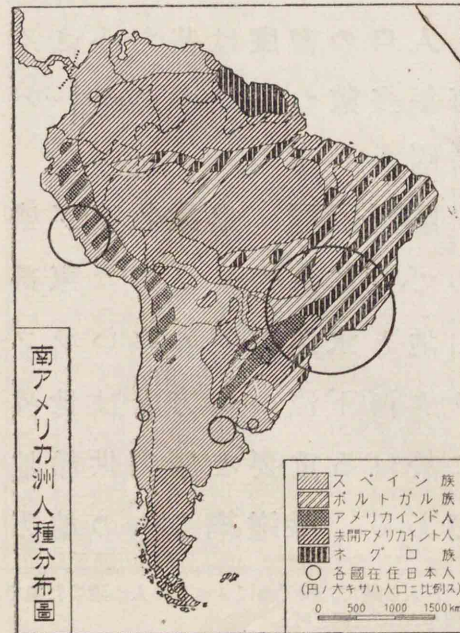 南アメリカ洲人種分布圖
スペイン族
ポルトガル族
アメリカインド人
未開アメリカイント人
ネグロ族
各國在住日本人
(円ノ大キサハ人口ニ比例ス)
0 500 1000 1500km